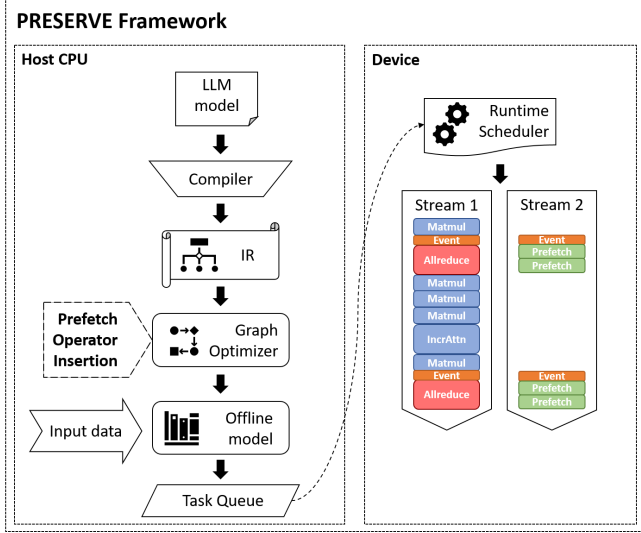 PRESERVE Framework
Host CPU
LLM
model
Compiler
IR
Prefetch
Operator
Insertion
Graph
Optimizer
Input data
Offline
model
Task Queue
Device
Runtime
Scheduler
Stream 1
Matmul
Event
Allreduce
Matmul
Matmul
Matmul
IncrAttn
Matmul
Event
Allreduce
Stream 2
Event
Prefetch
Prefetch
Event
Prefetch
Prefetch